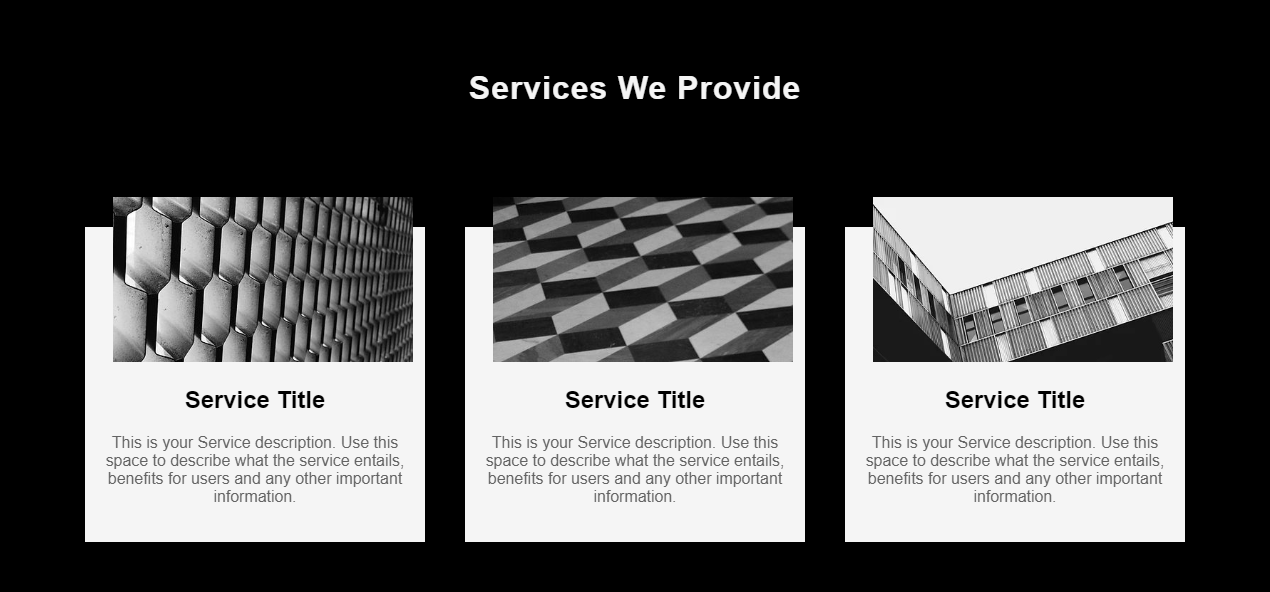 Services We Provide
Service Title
This is your Service description. Use this
space to describe what the service entails,
benefits for users and any other important
information.
Service Title
This is your Service description. Use this
space to describe what the service entails,
benefits for users and any other important
information.
Service Title
This is your Service description. Use this
space to describe what the service entails,
benefits for users and any other important
information.